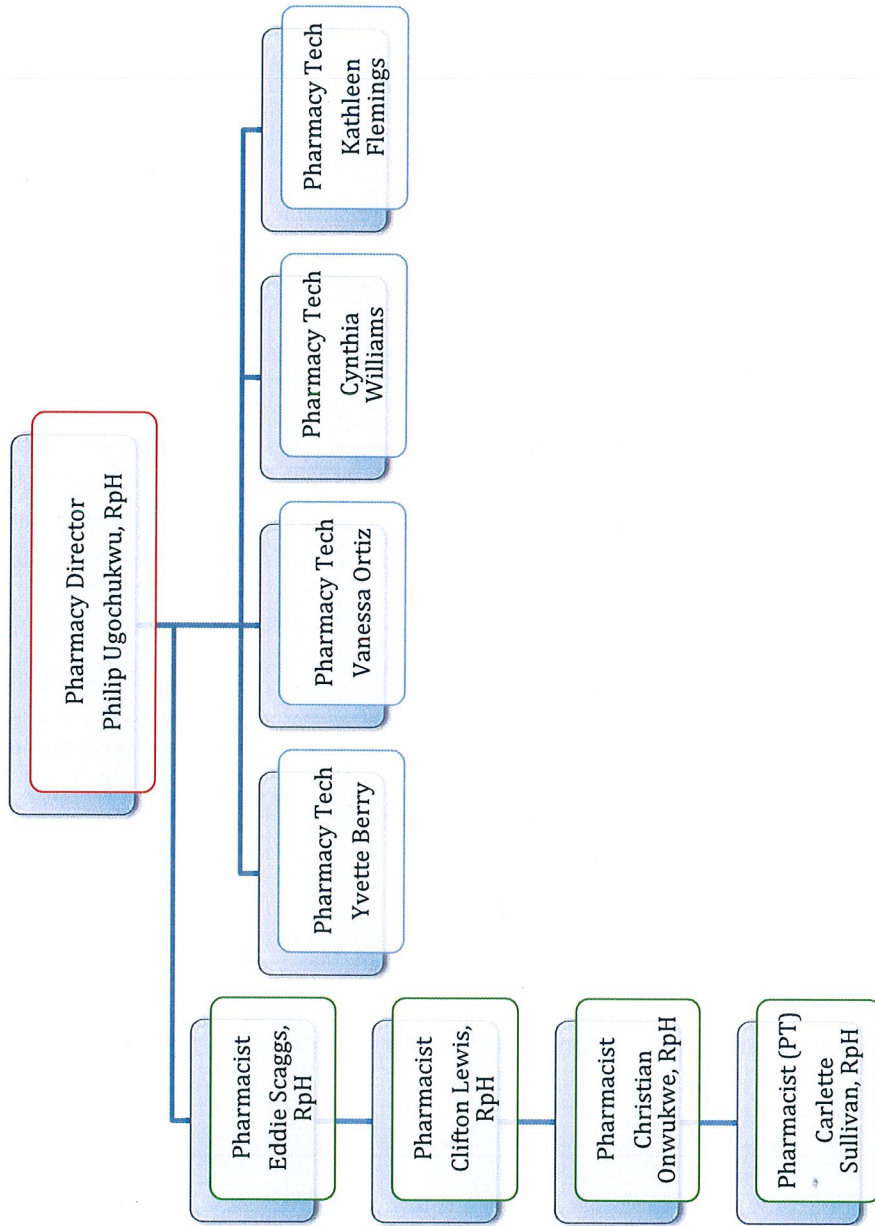 Pharmacy Director
Philip Ugochukwu, RpH
Pharmacist
Eddie Scaggs,
RpH
Pharmacist
Clifton Lewis,
RpH
Pharmacist
Christian
Onwukwe, RpH
Pharmacist (PT)
Carlette
Sullivan, RpH
Pharmacy Tech
Yvette Berry
Pharmacy Tech
Vanessa Ortiz
Pharmacy Tech
Cynthia
Williams
Pharmacy Tech
Kathleen
Flemings